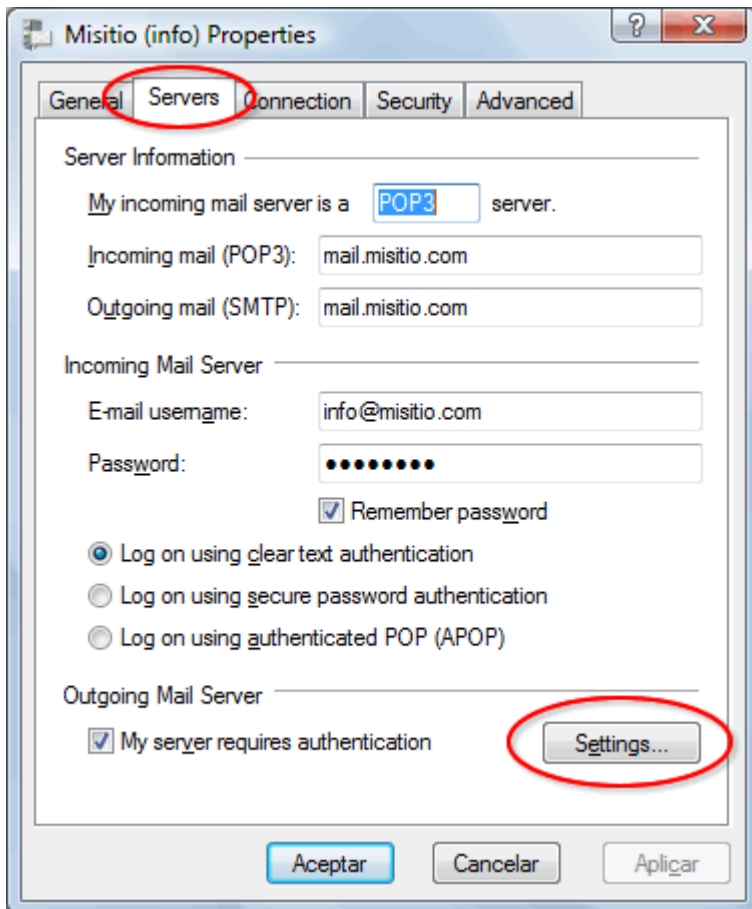 Misitio (info) Properties
General Servers Connection Security Advanced
Server Information
My incoming mail server is a POP3 server.
Incoming mail (POP3): mail.misitio.com
Outgoing mail (SMTP): mail.misitio.com
Incoming Mail Server
E-mail username: info@misitio.com
Password: ●●●●●●●●
Remember password
Log on using clear text authentication
Log on using secure password authentication
Log on using authenticated POP (APOP)
Outgoing Mail Server
My server requires authentication Settings...
Aceptar Cancelar Aplicar